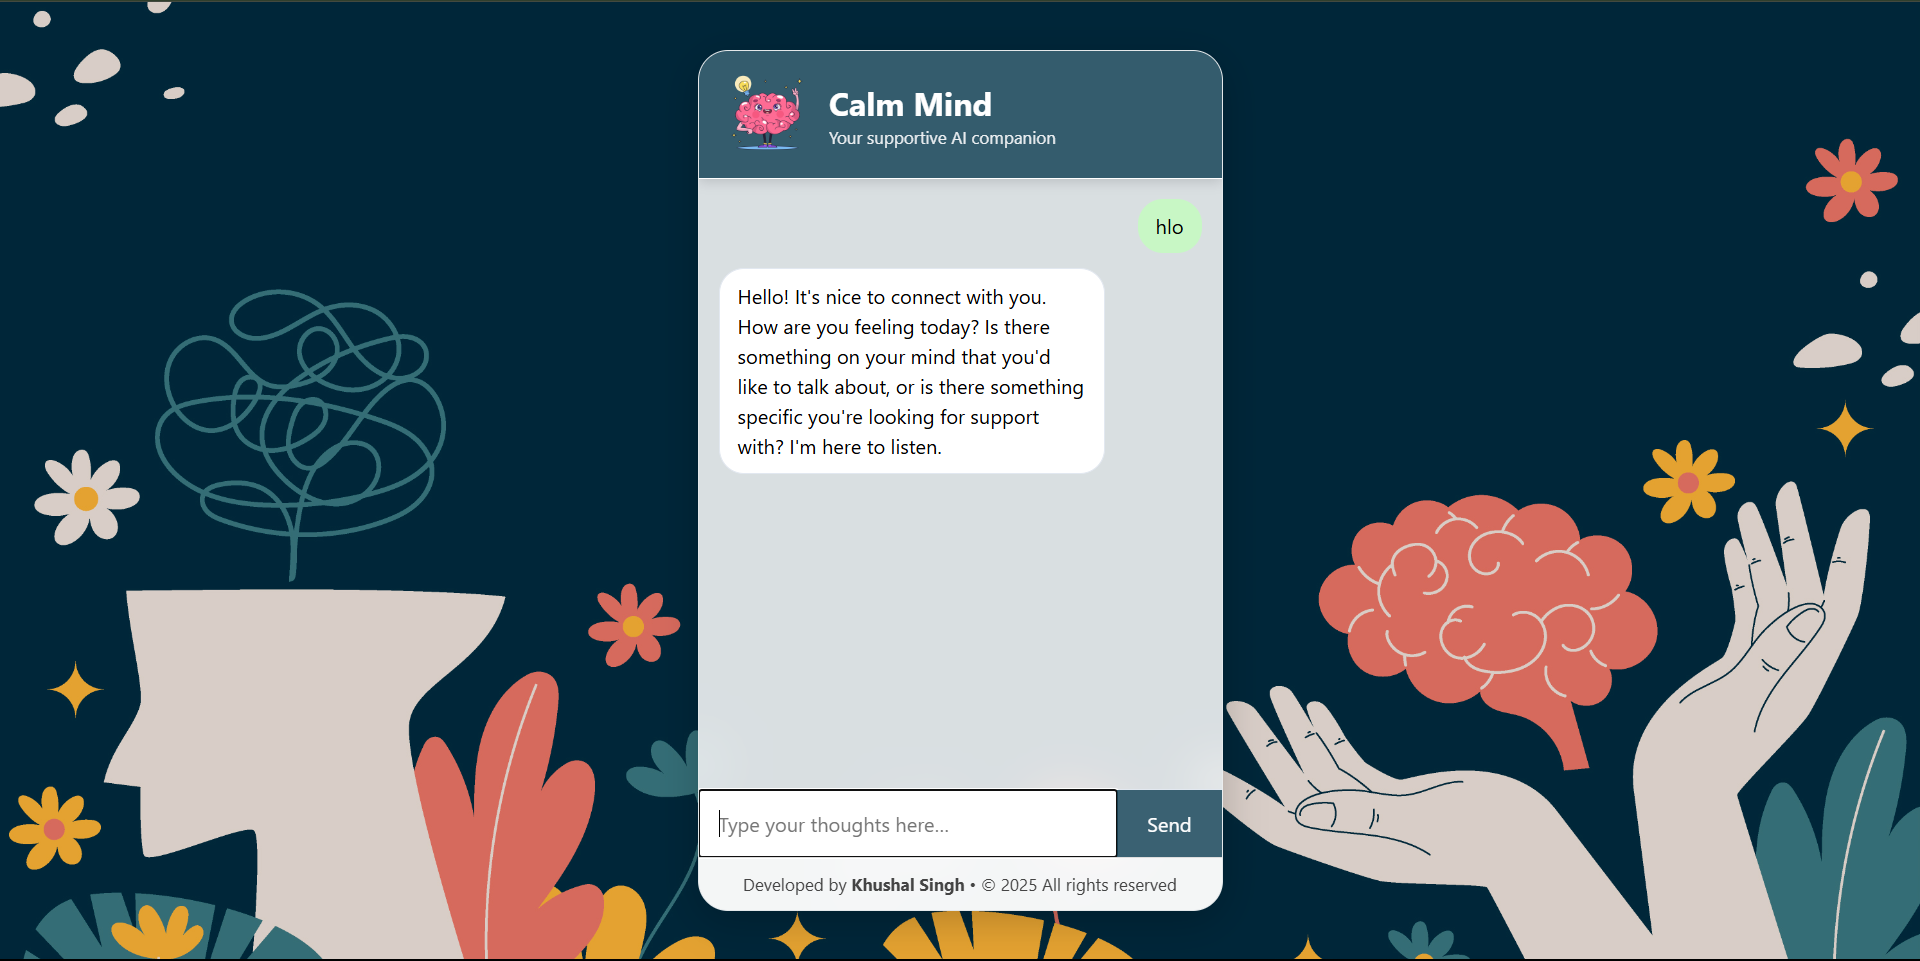 Calm Mind
Your supportive AI companion
hlo
Hello! It's nice to connect with you.
How are you feeling today? Is there
something on your mind that you'd
like to talk about, or is there something
specific you're looking for support
with? I'm here to listen.
Type your thoughts here...
Send
Developed by Khushal Singh • © 2025 All rights reserved